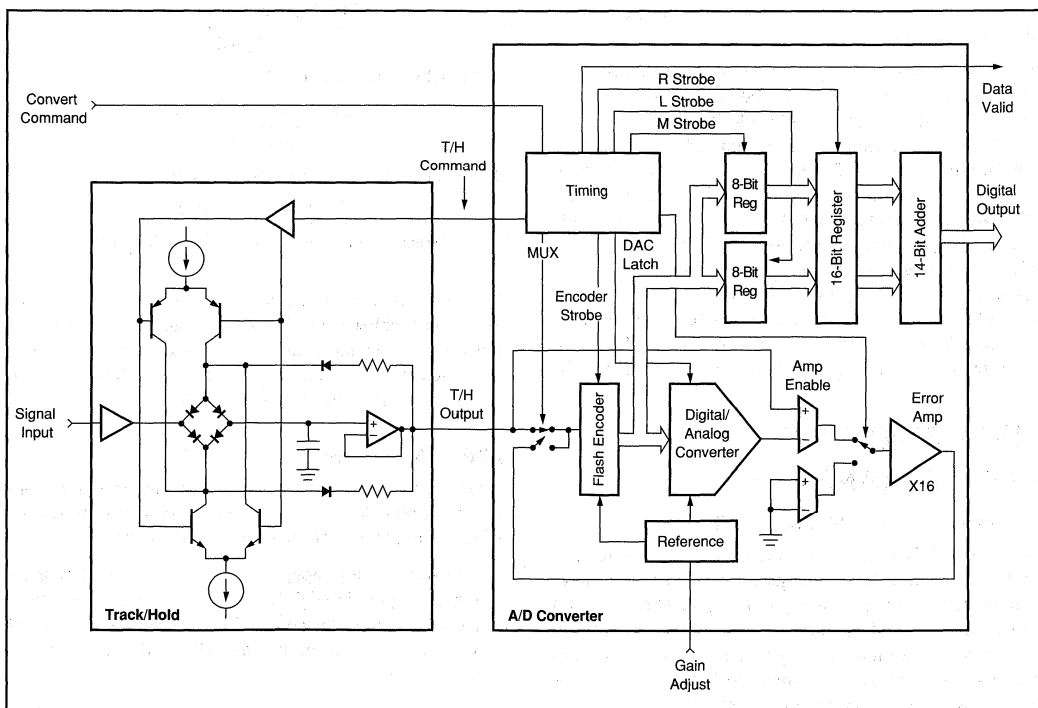 Convert
Command
T/H
Command
R Strobe
L Strobe
M Strobe
Data
Valid
Timing
8-Bit
Reg
8-Bit
Reg
16-Bit Register
14-Bit Adder
Digital
Output
MUX
DAC
Latch
Encoder
Strobe
Signal
Input
+
−
T/H
Output
Flash Encoder
Digital/
Analog
Converter
Amp
Enable
+
−
+
−
Error
Amp
X16
Reference
Track/Hold
A/D Converter
Gain
Adjust